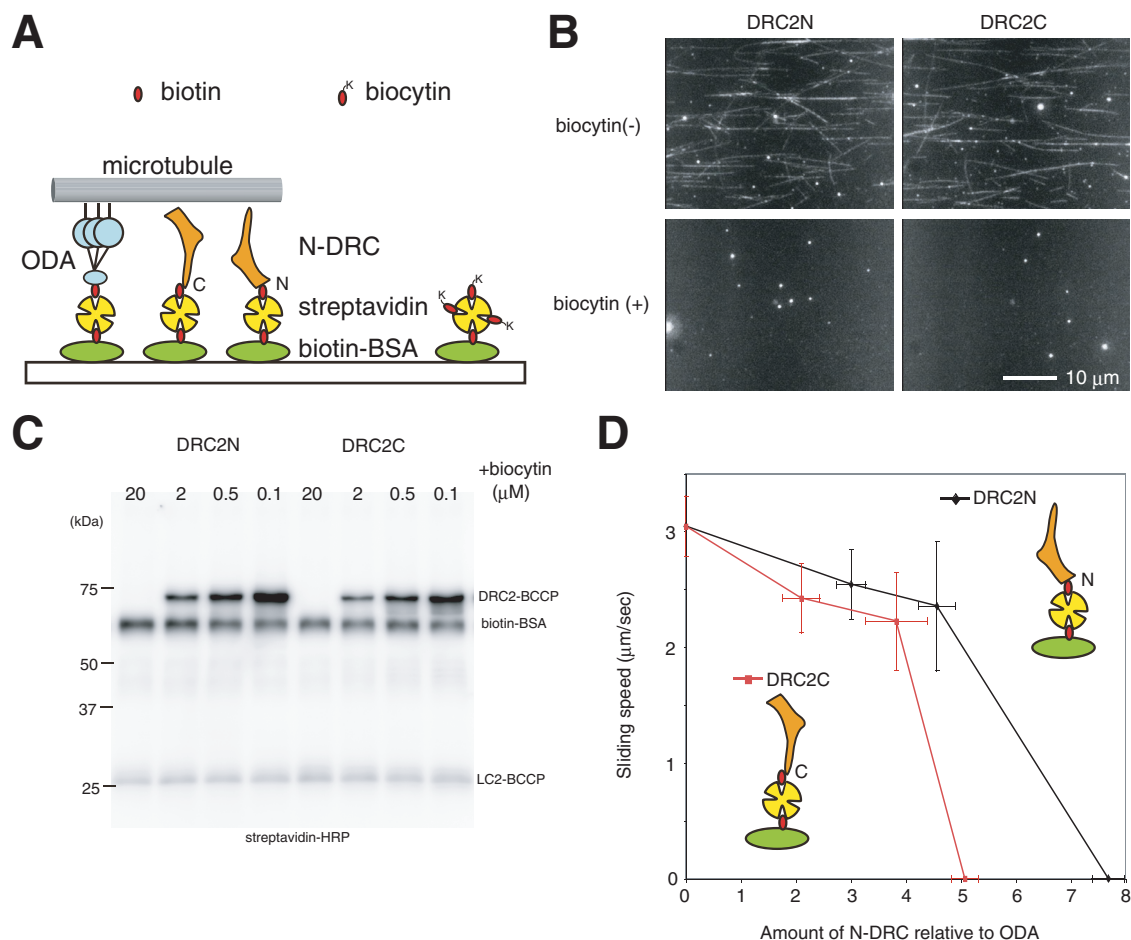 A
biotin
K
biocytin
microtubule
ODA
C
N
N-DRC
streptavidin
biotin-BSA
K
K
K
B
DRC2N
DRC2C
biocytin(-)
biocytin (+)
10 μm
C
DRC2N
DRC2C
+biocytin
(μM)
20 2 0.5 0.1 20 2 0.5 0.1
(kDa)
75
50
37
25
DRC2-BCCP
biotin-BSA
LC2-BCCP
streptavidin-HRP
D
DRC2N
N
DRC2C
C
Sliding speed (μm/sec)
3
2
1
0
0 1 2 3 4 5 6 7 8
Amount of N-DRC relative to ODA